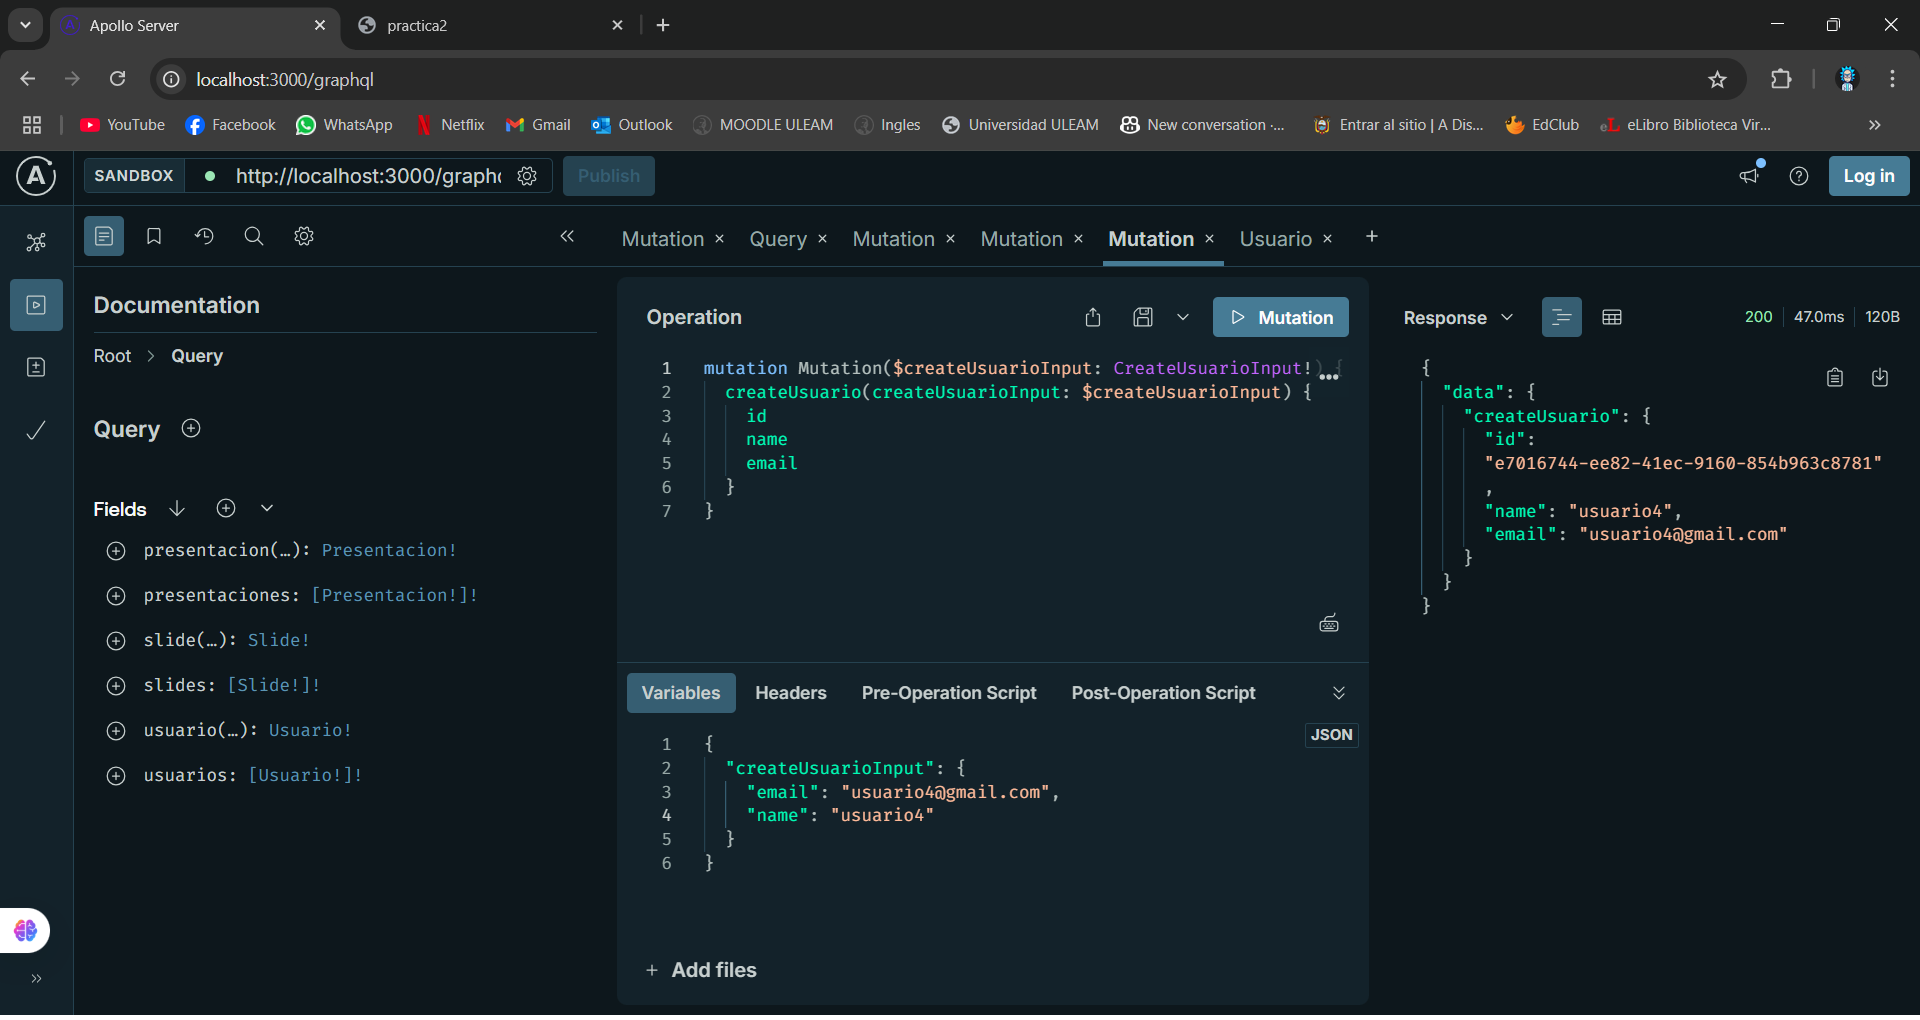 Apollo Server
practica2
localhost:3000/graphql
YouTube
Facebook
WhatsApp
Netflix
Gmail
Outlook
MOODLE ULEAM
Ingles
Universidad ULEAM
New conversation ·...
Entrar al sitio | A Dis...
EdClub
eLibro Biblioteca Vir...
SANDBOX
http://localhost:3000/graphc
Publish
Log in
Mutation
Query
Mutation
Mutation
Mutation
Usuario
Documentation
Root > Query
Query
Fields
presentacion(…): Presentacion!
presentaciones: [Presentacion!]!
slide(…): Slide!
slides: [Slide!]!
usuario(…): Usuario!
usuarios: [Usuario!]!
Operation
Mutation
1 mutation Mutation($createUsuarioInput: CreateUsuarioInput!) {
2 createUsuario(createUsuarioInput: $createUsuarioInput) {
3 id
4 name
5 email
6 }
7 }
Variables
Headers
Pre-Operation Script
Post-Operation Script
JSON
1 {
2 "createUsuarioInput": {
3 "email": "usuario4@gmail.com",
4 "name": "usuario4"
5 }
6 }
+ Add files
Response
200
47.0ms
120B
{
"data": {
"createUsuario": {
"id":
"e7016744-ee82-41ec-9160-854b963c8781"
,
"name": "usuario4",
"email": "usuario4@gmail.com"
}
}
}